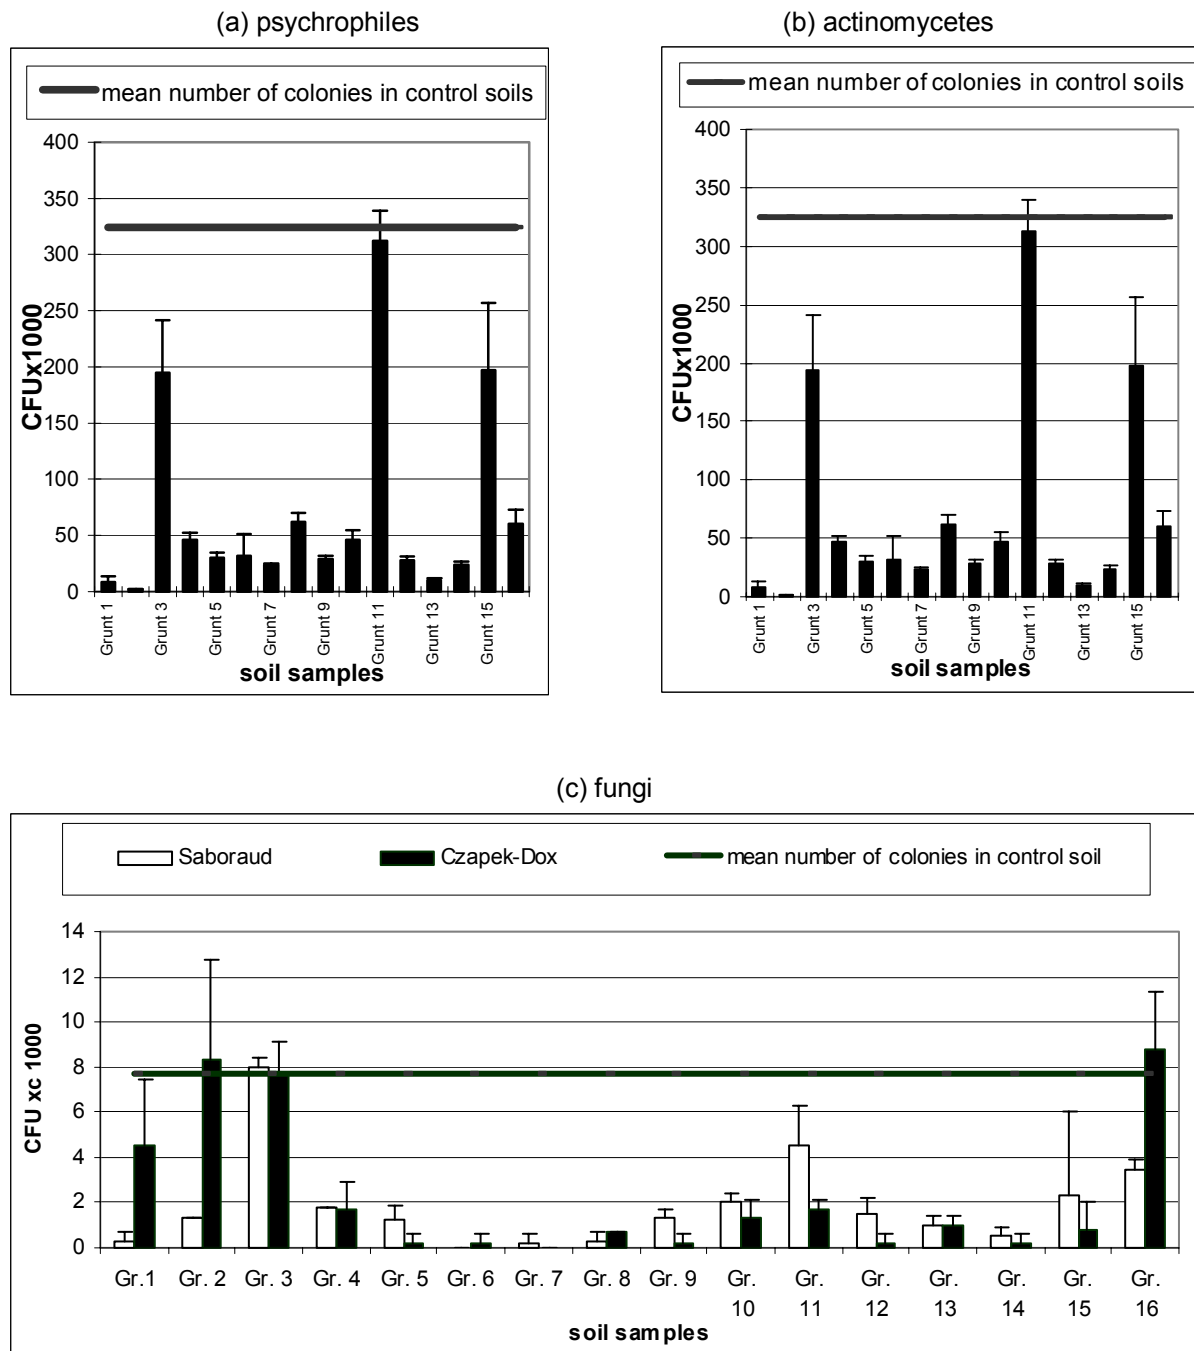 (a) psychrophiles
mean number of colonies in control soils
400
350
300
250
200
150
100
50
0
CFUx1000
Grunt 1
Grunt 3
Grunt 5
Grunt 7
Grunt 9
Grunt 11
Grunt 13
Grunt 15
soil samples
(b) actinomycetes
mean number of colonies in control soils
400
350
300
250
200
150
100
50
0
CFUx1000
Grunt 1
Grunt 3
Grunt 5
Grunt 7
Grunt 9
Grunt 11
Grunt 13
Grunt 15
soil samples
(c) fungi
Saboraud Czapek-Dox mean number of colonies in control soil
14
12
10
8
6
4
2
0
CFU xc 1000
Gr.1 Gr. 2 Gr. 3 Gr. 4 Gr. 5 Gr. 6 Gr. 7 Gr. 8 Gr. 9 Gr. Gr. Gr. Gr. Gr. Gr. Gr.
10 11 12 13 14 15 16
soil samples